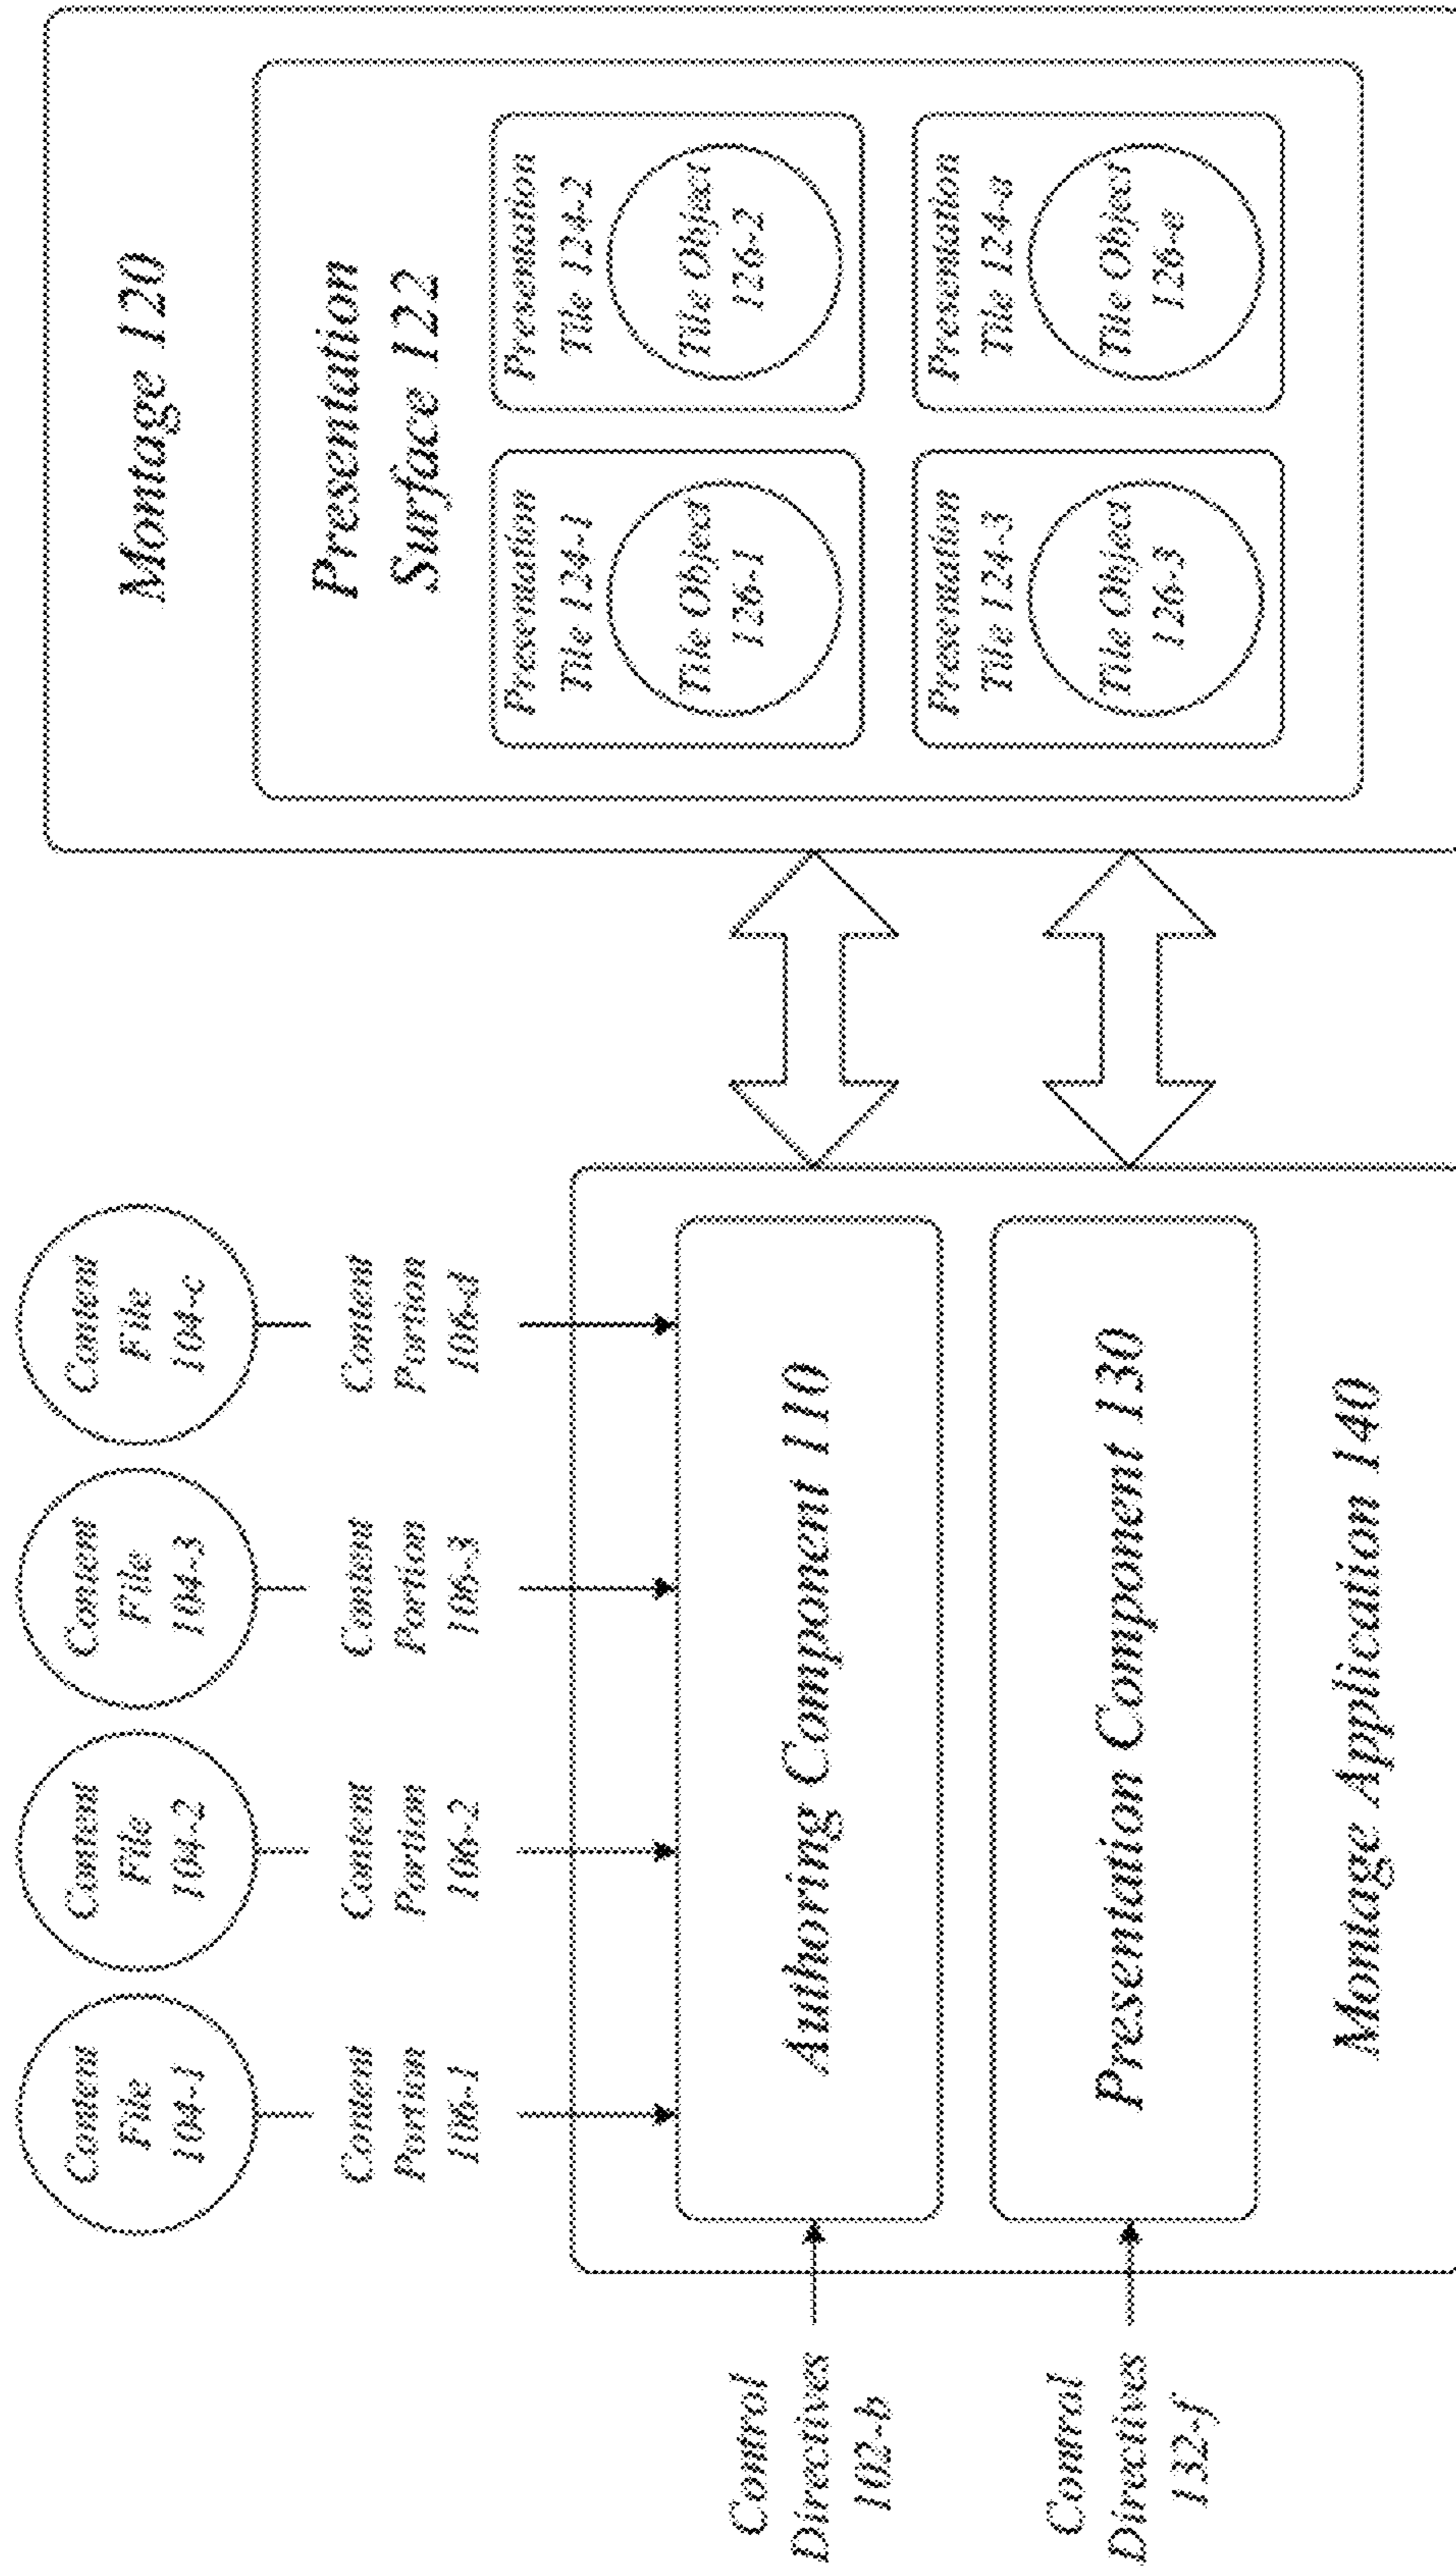 Content
File
104-1
Content
File
104-2
Content
File
104-3
Content
File
104-c
Content
Portion
106-1
Content
Portion
106-2
Content
Portion
106-3
Content
Portion
106-d
Control
Directives
102-b
Authoring Component 110
Control
Directives
132-f
Presentation Component 130
Montage Application 140
Montage 120
Presentation
Surface 122
Presentation
Tile 124-1
Tile Object
126-1
Presentation
Tile 124-2
Tile Object
126-2
Presentation
Tile 124-3
Tile Object
126-3
Presentation
Tile 124-a
Tile Object
126-e